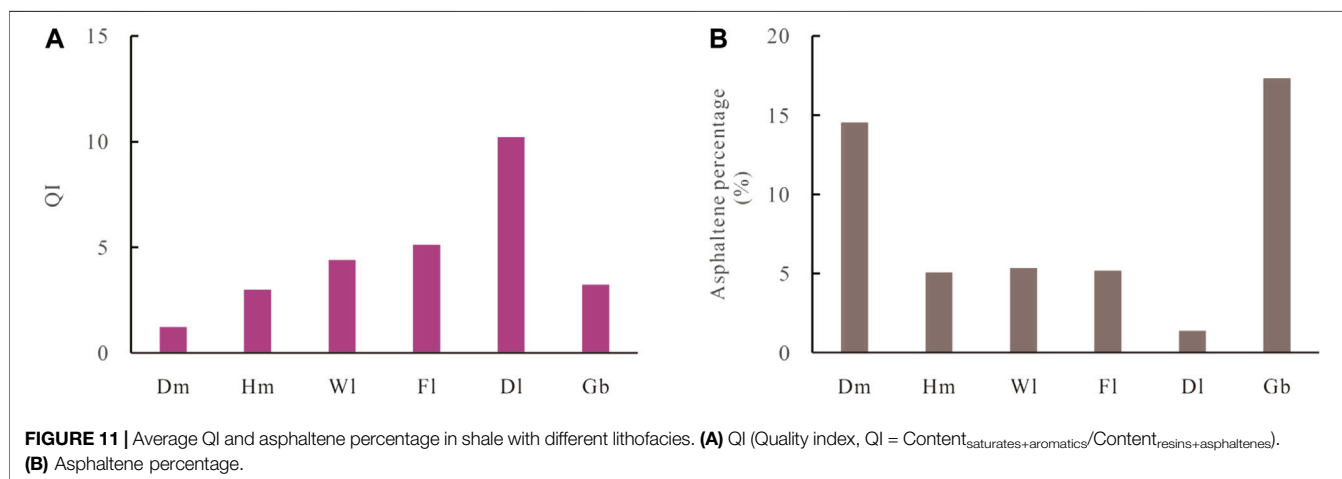 A
15
10
5
0
QI
Dm Hm Wl Fl Dl Gb
B
20
15
10
5
0
Asphaltene percentage
(%)
Dm Hm Wl Fl Dl Gb
FIGURE 11 | Average QI and asphaltene percentage in shale with different lithofacies. (A) QI (Quality index, QI = Contentsaturates+aromatics/Contentresins+asphaltenes).
(B) Asphaltene percentage.